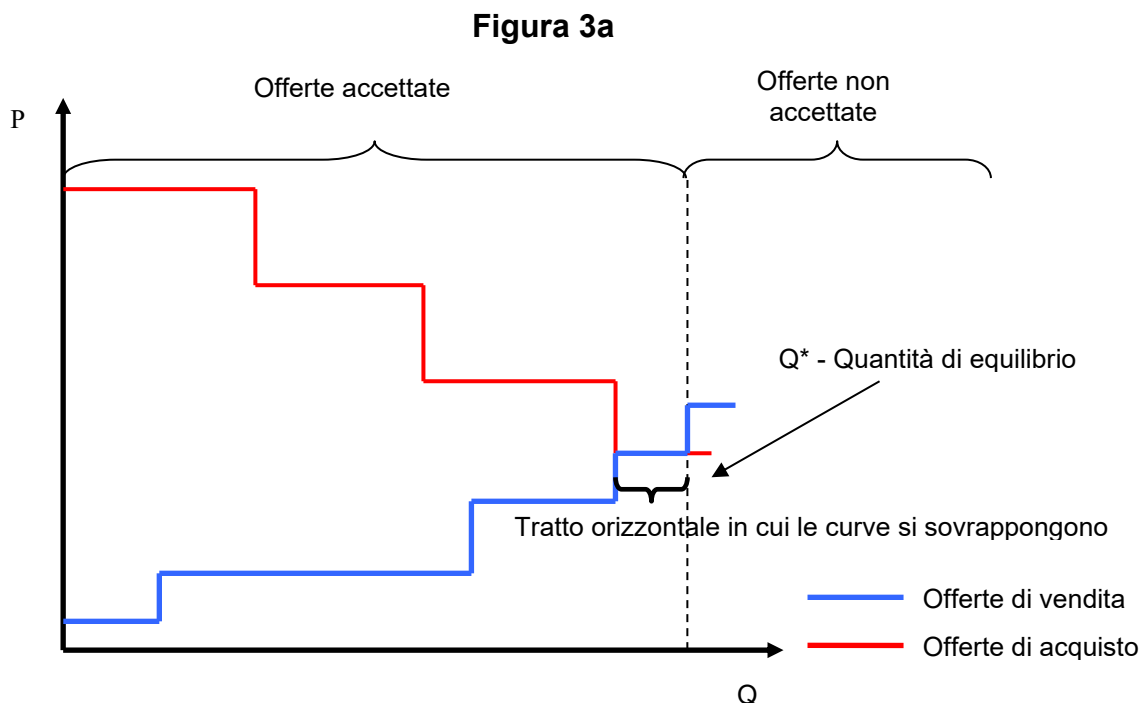 Figura 3a
Offerte accettate
Offerte non
accettate
P
Q* - Quantità di equilibrio
Tratto orizzontale in cui le curve si sovrappongono
Offerte di vendita
Offerte di acquisto
Q